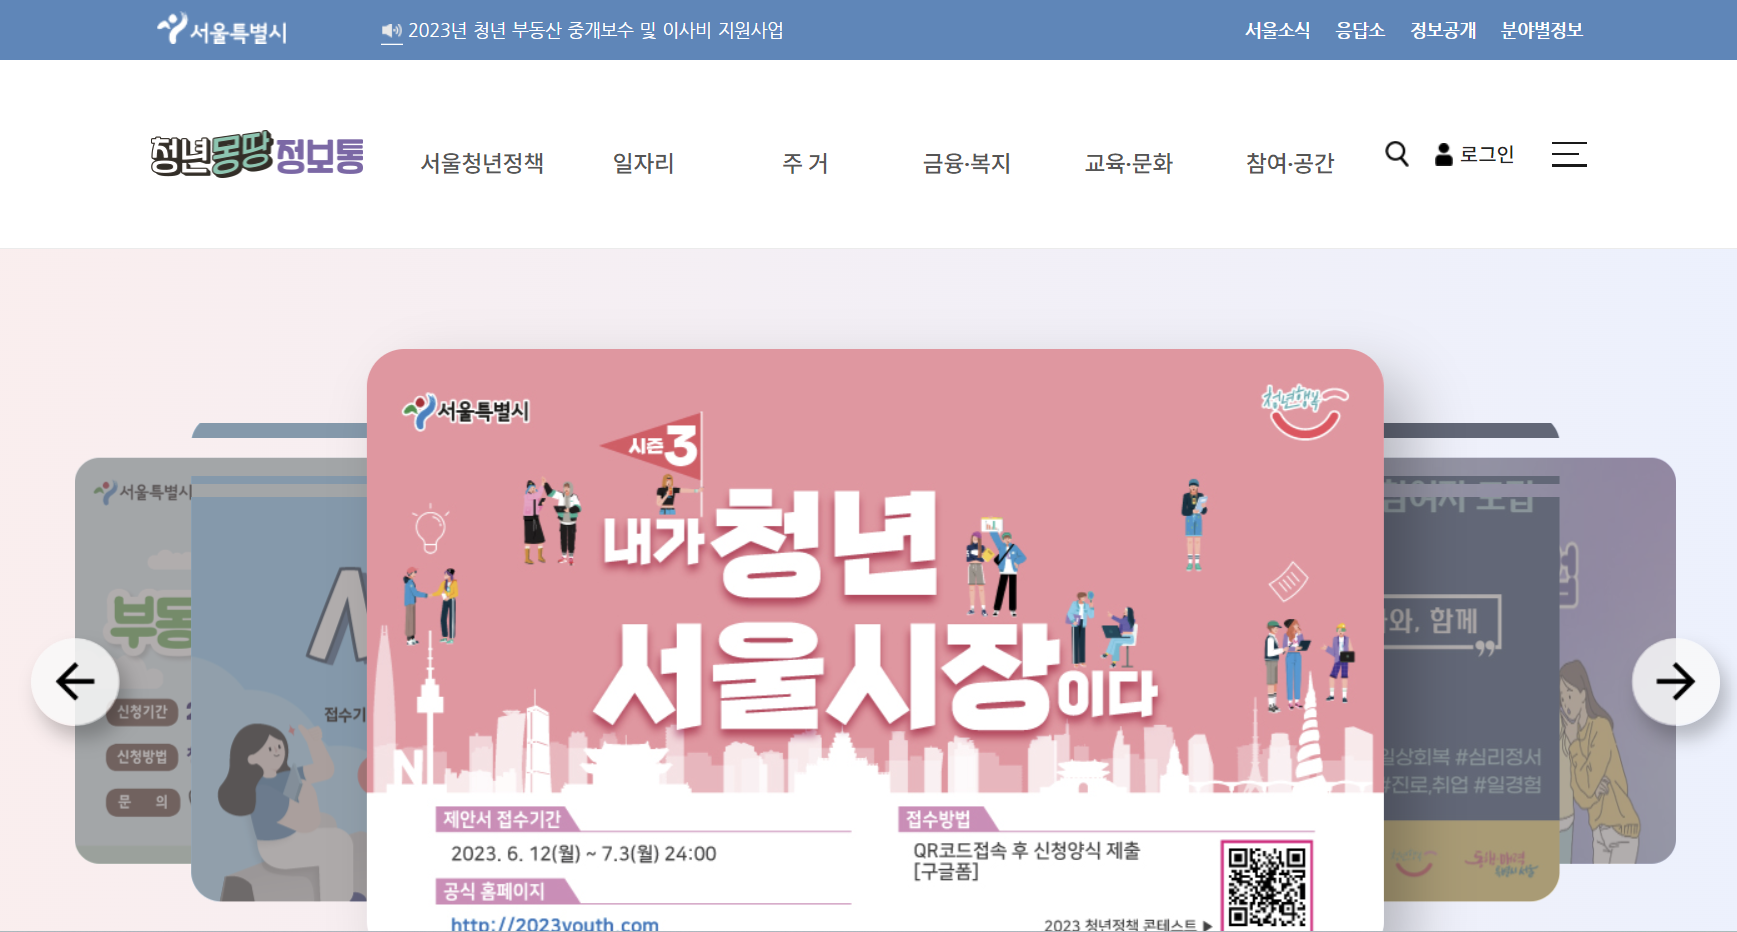 서울특별시
2023년 청년 부동산 중개보수 및 이사비 지원사업
서울소식 응답소 정보공개 분야별정보
청년몽땅정보통
서울청년정책 일자리 주 거 금융·복지 교육·문화 참여·공간
로그인
서울특별시
청년행복
시즌3
내가 청년
서울시장이다
N
제안서 접수기간
2023. 6. 12(월) ~ 7.3(월) 24:00
공식 홈페이지
http://2023youth.com
접수방법
QR코드접속 후 신청양식 제출
[구글폼]
2023 청년정책 콘테스트 ▶
서울특별시
부동
신청기간
신청방법
문 의
접수기
참여자 모집
와, 함께
일상회복 #심리정서
#진로,취업 #일경험
동행·매력